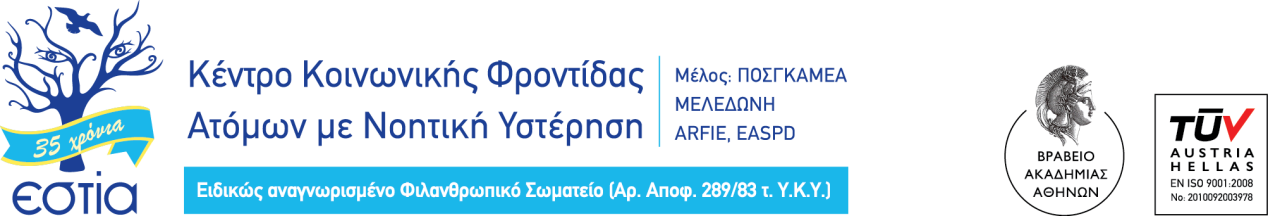 35 χρόνια
εστία
Κέντρο Κοινωνικής Φροντίδας
Ατόμων με Νοητική Υστέρηση
Μέλος: ΠΟΣΓΚΑΜΕΑ
ΜΕΛΕΔΩΝΗ
ARFIE, EASPD
Ειδικώς αναγνωρισμένο Φιλανθρωπικό Σωματείο (Αρ. Αποφ. 289/83 τ. Υ.Κ.Υ.)
ΒΡΑΒΕΙΟ
ΑΚΑΔΗΜΙΑΣ
ΑΘΗΝΩΝ
TÜV
AUSTRIA
HELLAS
EN ISO 9001:2008
No: 2010092003978